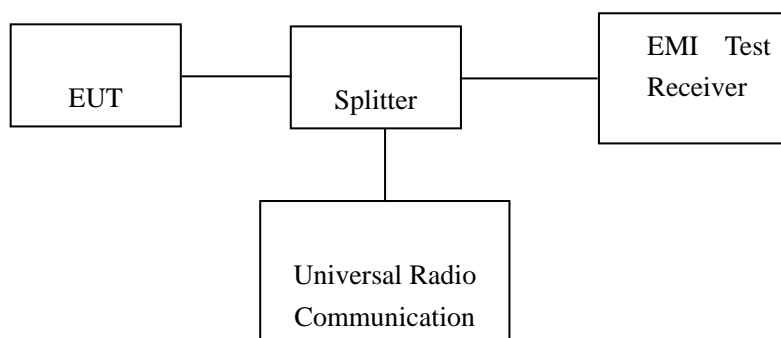 EMI Test
Receiver
EUT
Splitter
Universal Radio
Communication